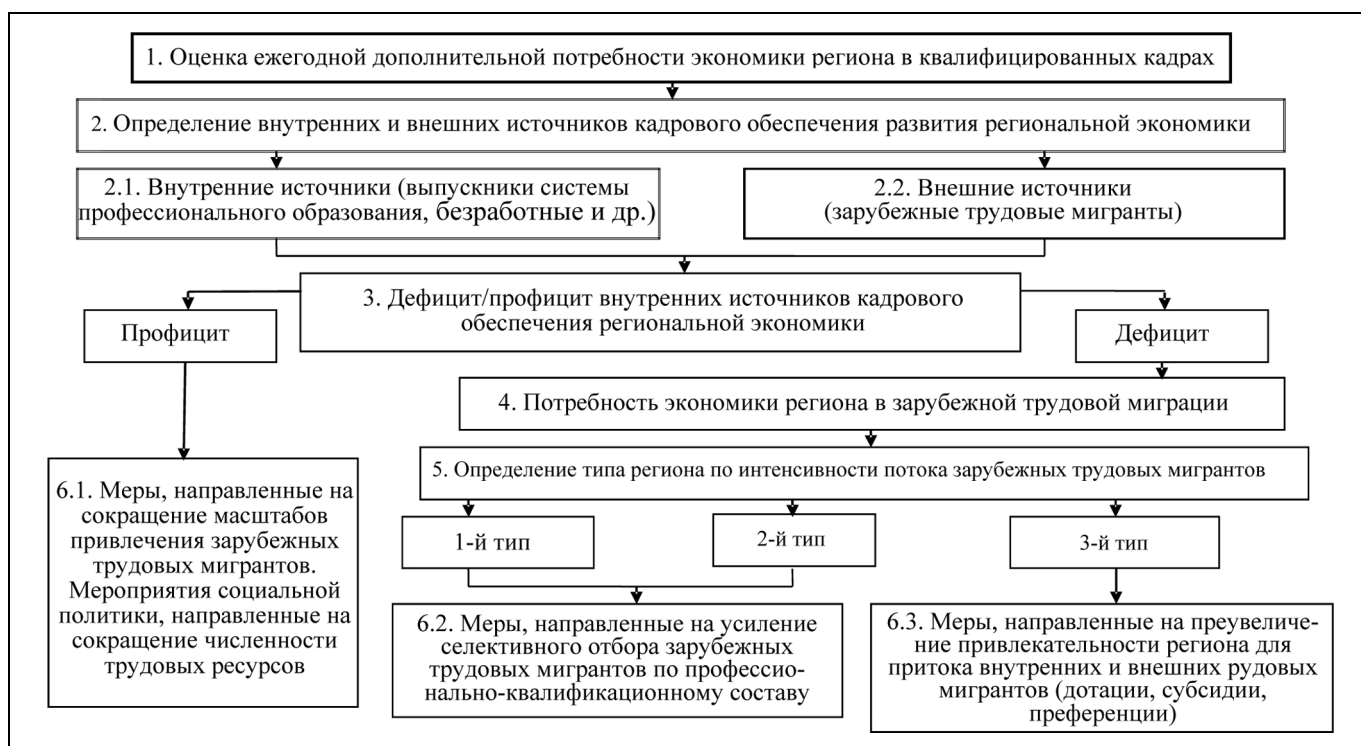 1. Оценка ежегодной дополнительной потребности экономики региона в квалифицированных кадрах
2. Определение внутренних и внешних источников кадрового обеспечения развития региональной экономики
2.1. Внутренние источники (выпускники системы
профессионального образования, безработные и др.)
2.2. Внешние источники
(зарубежные трудовые мигранты)
3. Дефицит/профицит внутренних источников кадрового
обеспечения региональной экономики
Профицит
Дефицит
4. Потребность экономики региона в зарубежной трудовой миграции
5. Определение типа региона по интенсивности потока зарубежных трудовых мигрантов
1-й тип
2-й тип
3-й тип
6.1. Меры, направленные на
сокращение масштабов
привлечения зарубежных
трудовых мигрантов.
Мероприятия социальной
политики, направленные на
сокращение численности
трудовых ресурсов
6.2. Меры, направленные на усиление
селективного отбора зарубежных
трудовых мигрантов по профессио-
нально-квалификационному составу
6.3. Меры, направленные на преувеличе-
ние привлекательности региона для
притока внутренних и внешних рудовых
мигрантов (дотации, субсидии,
преференции)